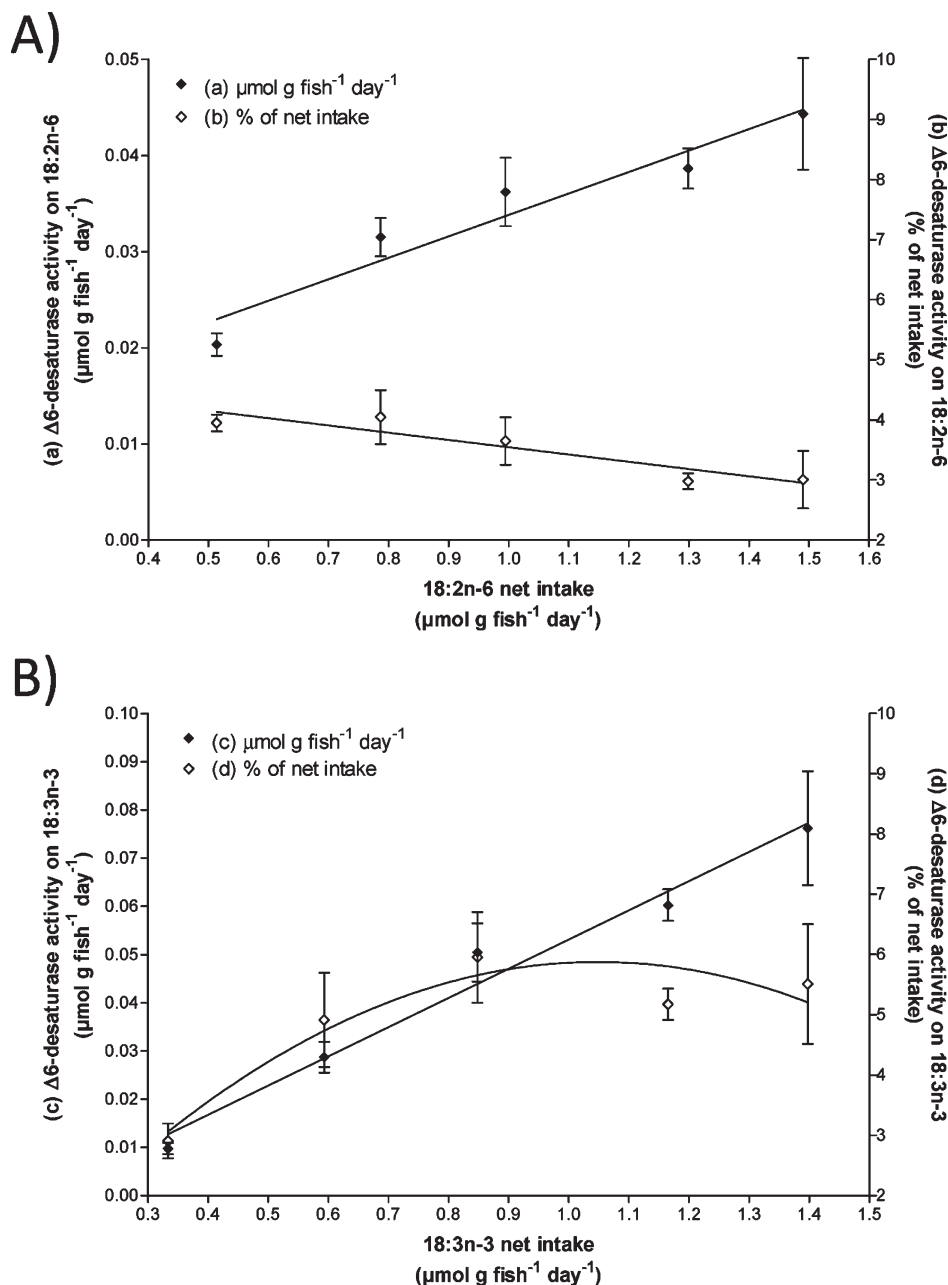 A)
(a) Δ6-desaturase activity on 18:2n-6
(µmol g fish⁻¹ day⁻¹)
0.05
0.04
0.03
0.02
0.01
0.00
(a) µmol g fish⁻¹ day⁻¹
(b) % of net intake
10
9
8
7
6
5
4
3
2
(b) Δ6-desaturase activity on 18:2n-6
(% of net intake)
0.4 0.5 0.6 0.7 0.8 0.9 1.0 1.1 1.2 1.3 1.4 1.5 1.6
18:2n-6 net intake
(µmol g fish⁻¹ day⁻¹)
B)
(c) Δ6-desaturase activity on 18:3n-3
(µmol g fish⁻¹ day⁻¹)
0.10
0.09
0.08
0.07
0.06
0.05
0.04
0.03
0.02
0.01
0.00
(c) µmol g fish⁻¹ day⁻¹
(d) % of net intake
10
9
8
7
6
5
4
3
2
(d) Δ6-desaturase activity on 18:3n-3
(% of net intake)
0.3 0.4 0.5 0.6 0.7 0.8 0.9 1.0 1.1 1.2 1.3 1.4 1.5
18:3n-3 net intake
(µmol g fish⁻¹ day⁻¹)